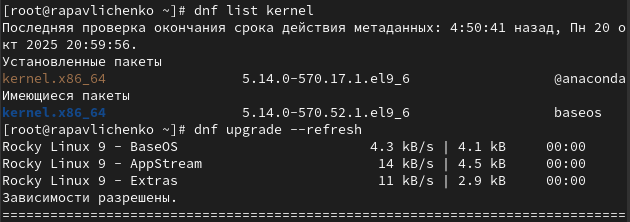 [root@rapavlichenko ~]# dnf list kernel
Последняя проверка окончания срока действия метаданных: 4:50:41 назад, Пн 20 о
кт 2025 20:59:56.
Установленные пакеты
kernel.x86_64 5.14.0-570.17.1.el9_6 @anaconda
Имеющиеся пакеты
kernel.x86_64 5.14.0-570.52.1.el9_6 baseos
[root@rapavlichenko ~]# dnf upgrade --refresh
Rocky Linux 9 - BaseOS 4.3 kB/s | 4.1 kB 00:00
Rocky Linux 9 - AppStream 14 kB/s | 4.5 kB 00:00
Rocky Linux 9 - Extras 11 kB/s | 2.9 kB 00:00
Зависимости разрешены.
==============================================================================